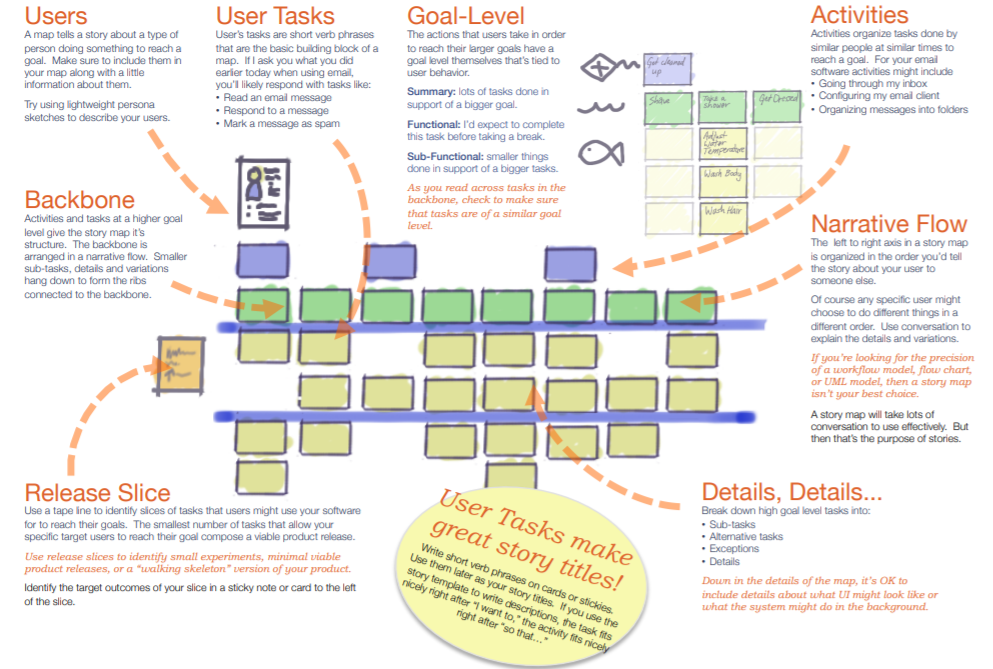 Users
A map tells a story about a type of
person doing something to reach a
goal. Make sure to include them in
your map along with a little
information about them.
Try using lightweight persona
sketches to describe your users.
User Tasks
User's tasks are short verb phrases
that are the basic building block of a
map. If I ask you what you did
earlier today when using email,
you'll likely respond with tasks like:
• Read an email message
• Respond to a message
• Mark a message as spam
Goal-Level
The actions that users take in order
to reach their larger goals have a
goal level themselves that's tied to
user behavior.
Summary: lots of tasks done in
support of a bigger goal.
Functional: I'd expect to complete
this task before taking a break.
Sub-Functional: smaller things
done in support of a bigger tasks.
As you read across tasks in the
backbone, check to make sure
that tasks are of a similar goal
level.
Get cleaned
up
Shave
Take a
shower
Get Dressed
Adjust
Water
Temperature
Wash Body
Wash Hair
Activities
Activities organize tasks done by
similar people at similar times to
reach a goal. For your email
software activities might include
• Going through my inbox
• Configuring my email client
• Organizing messages into folders
Backbone
Activities and tasks at a higher goal
level give the story map it's
structure. The backbone is
arranged in a narrative flow. Smaller
sub-tasks, details and variations
hang down to form the ribs
connected to the backbone.
Narrative Flow
The left to right axis in a story map
is organized in the order you'd tell
the story about your user to
someone else.
Of course any specific user might
choose to do different things in a
different order. Use conversation to
explain the details and variations.
If you're looking for the precision
of a workflow model, flow chart,
or UML model, then a story map
isn't your best choice.
A story map will take lots of
conversation to use effectively. But
then that's the purpose of stories.
Release Slice
Use a tape line to identify slices of tasks that users might use your software
for to reach their goals. The smallest number of tasks that allow your
specific target users to reach their goal compose a viable product release.
Use release slices to identify small experiments, minimal viable
product releases, or a "walking skeleton" version of your product.
Identify the target outcomes of your slice in a sticky note or card to the left
of the slice.
User Tasks make
great story titles!
Write short verb phrases on cards or stickies.
Use them later as your story titles. If you use the
story template to write descriptions, the task fits
nicely right after "I want to," the activity fits nicely
right after "so that..."
Details, Details...
Break down high goal level tasks into:
• Sub-tasks
• Alternative tasks
• Exceptions
• Details
Down in the details of the map, it's OK to
include details about what UI might look like or
what the system might do in the background.